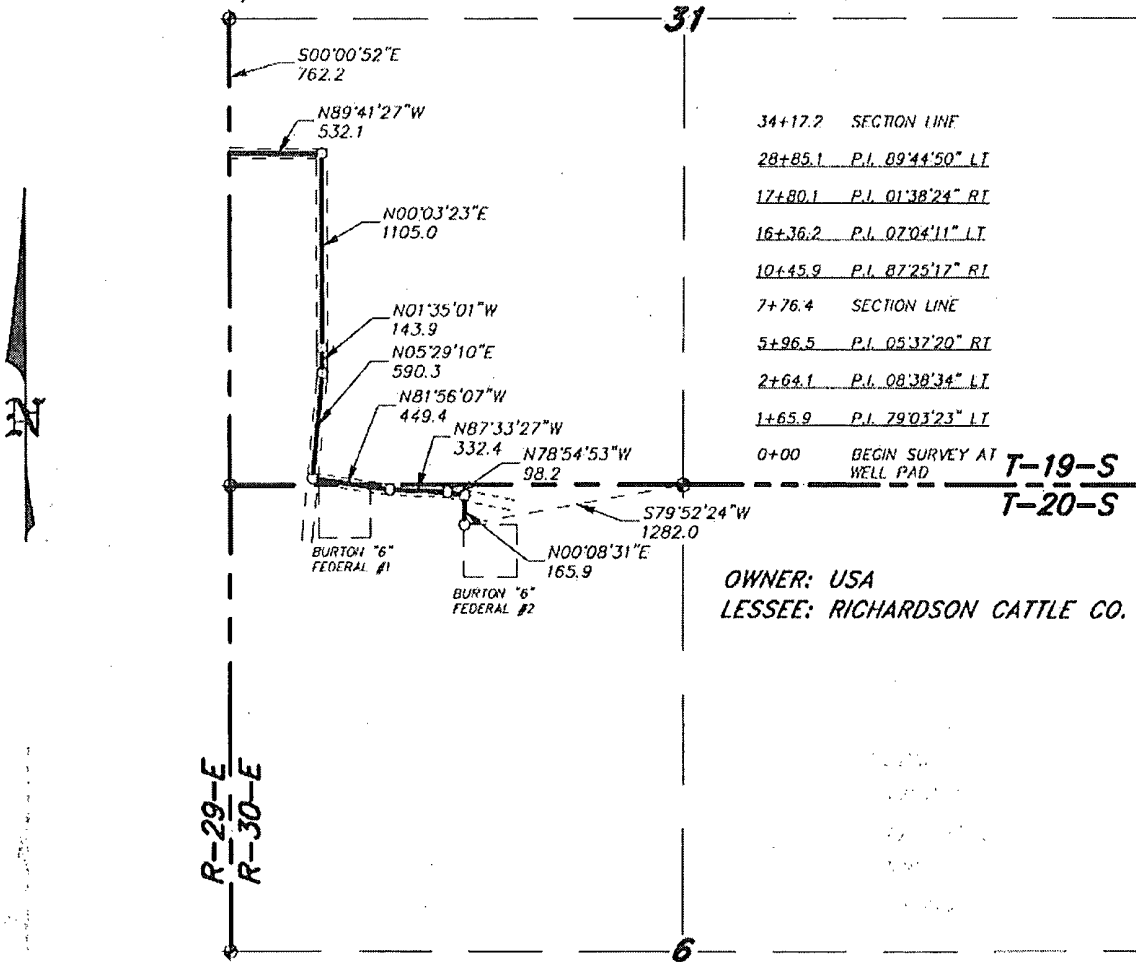 31
S00°00'52"E
762.2
N89°41'27"W
532.1
34+17.2 SECTION LINE
28+85.1 P.I. 89°44'50" LT
N00°03'23"E
1105.0
17+80.1 P.I. 01°38'24" RT
16+36.2 P.I. 07°04'11" LT
10+45.9 P.I. 87°25'17" RT
7+76.4 SECTION LINE
5+96.5 P.I. 05°37'20" RT
2+64.1 P.I. 08°38'34" LT
1+65.9 P.I. 79°03'23" LT
0+00 BEGIN SURVEY AT
WELL PAD
N01°35'01"W
143.9
N05°29'10"E
590.3
N81°56'07"W
449.4
N87°33'27"W
332.4
N78°54'53"W
98.2
T-19-S
T-20-S
S79°52'24"W
1282.0
N00°08'31"E
165.9
BURTON "6"
FEDERAL #1
BURTON "6"
FEDERAL #2
OWNER: USA
LESSEE: RICHARDSON CATTLE CO.
R-29-E
R-30-E
6
N